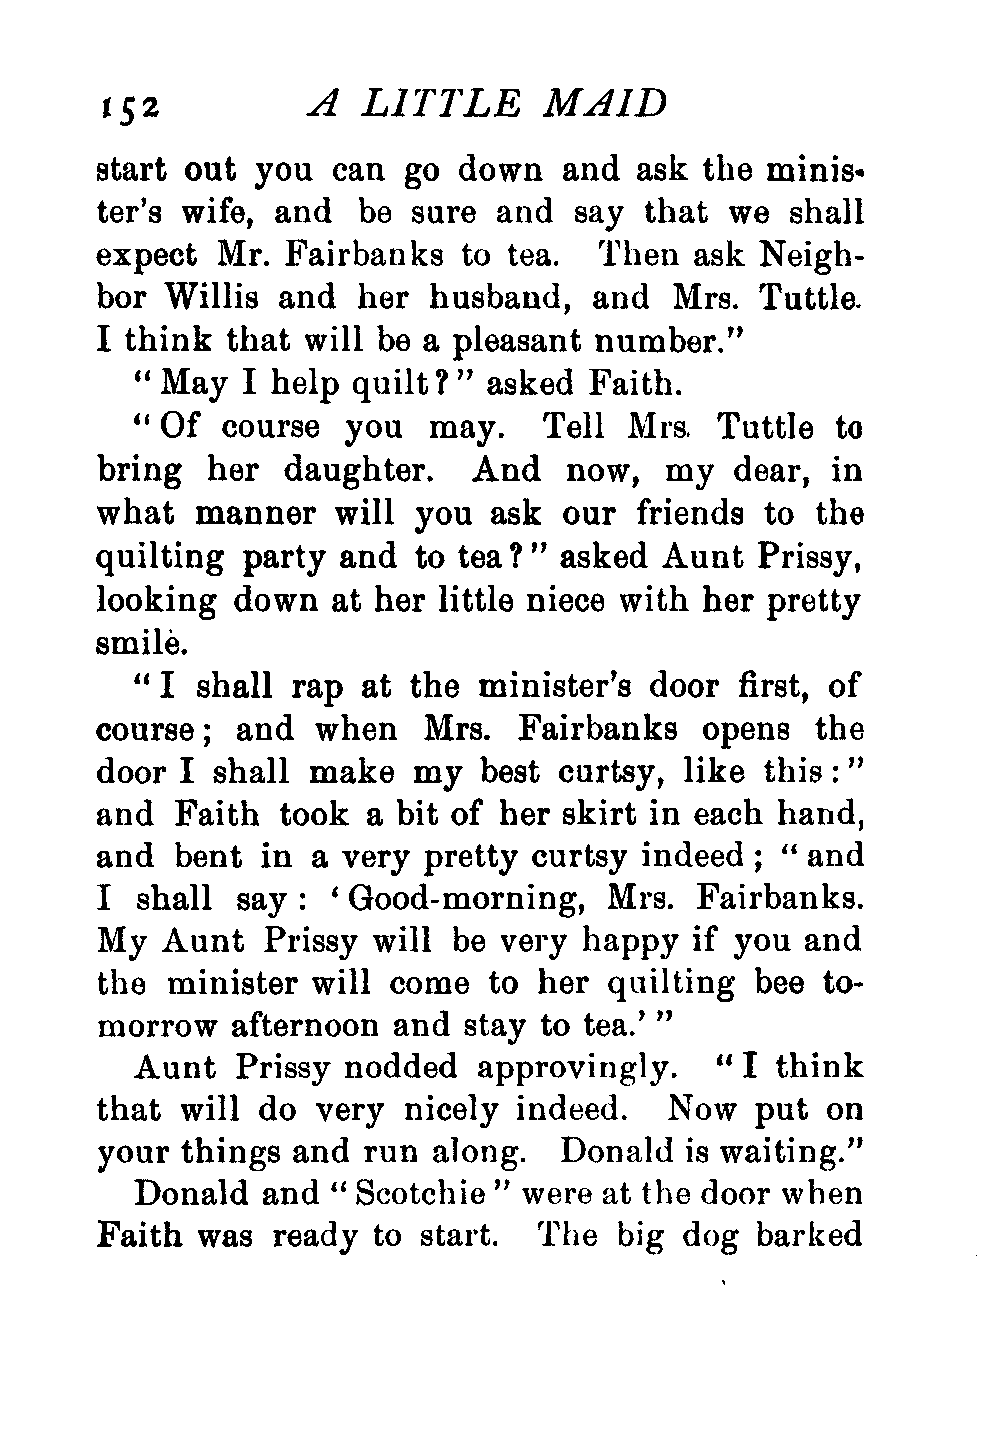 152 A LITTLE MAID
start out you can go down and ask the minis-
ter's wife, and be sure and say that we shall
expect Mr. Fairbanks to tea. Then ask Neigh-
bor Willis and her husband, and Mrs. Tuttle.
I think that will be a pleasant number."
"May I help quilt?" asked Faith.
"Of course you may. Tell Mrs. Tuttle to
bring her daughter. And now, my dear, in
what manner will you ask our friends to the
quilting party and to tea?" asked Aunt Prissy,
looking down at her little niece with her pretty
smile.
"I shall rap at the minister's door first, of
course; and when Mrs. Fairbanks opens the
door I shall make my best curtsy, like this:"
and Faith took a bit of her skirt in each hand,
and bent in a very pretty curtsy indeed; "and
I shall say: 'Good-morning, Mrs. Fairbanks.
My Aunt Prissy will be very happy if you and
the minister will come to her quilting bee to-
morrow afternoon and stay to tea.'"
Aunt Prissy nodded approvingly. "I think
that will do very nicely indeed. Now put on
your things and run along. Donald is waiting."
Donald and "Scotchie" were at the door when
Faith was ready to start. The big dog barked